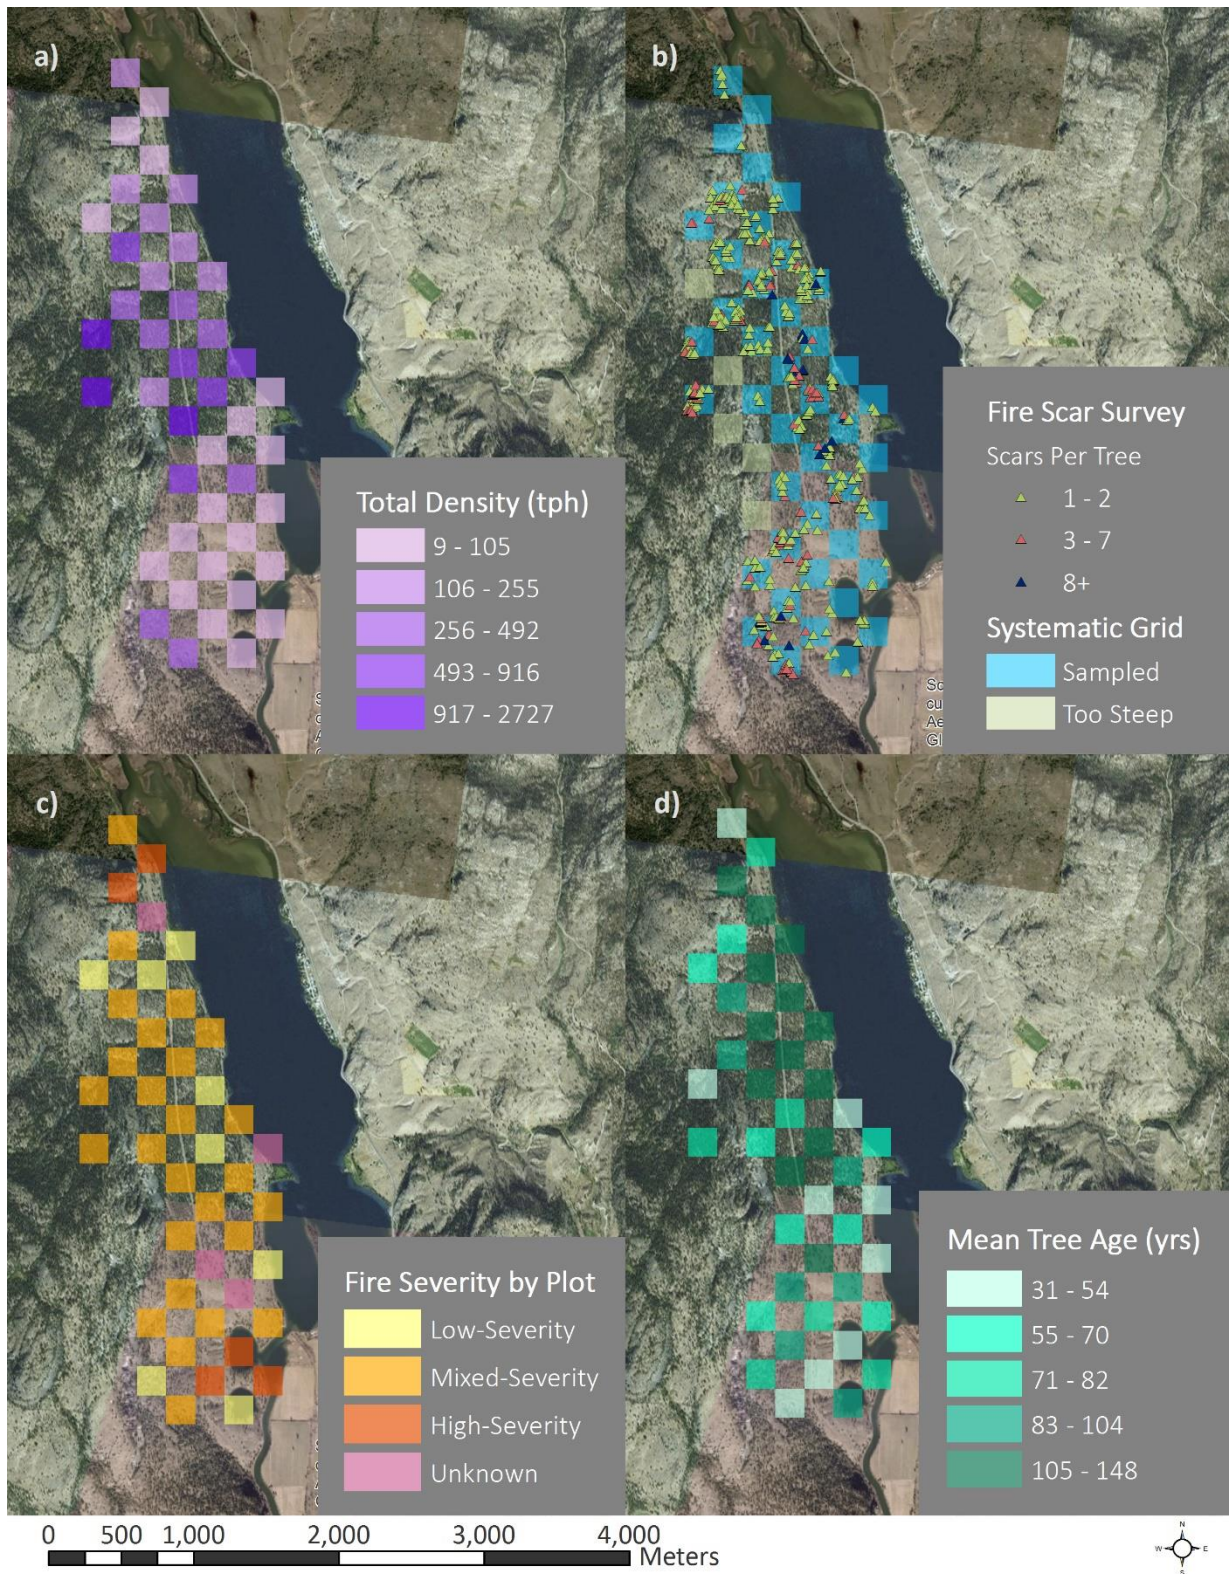 a)
Total Density (tph)
9 - 105
106 - 255
256 - 492
493 - 916
917 - 2727
b)
Fire Scar Survey
Scars Per Tree
1 - 2
3 - 7
8+
Systematic Grid
Sampled
Too Steep
cu
Ae
Gl
c)
Fire Severity by Plot
Low-Severity
Mixed-Severity
High-Severity
Unknown
d)
Mean Tree Age (yrs)
31 - 54
55 - 70
71 - 82
83 - 104
105 - 148
0 500 1,000 2,000 3,000 4,000
Meters
N
W E